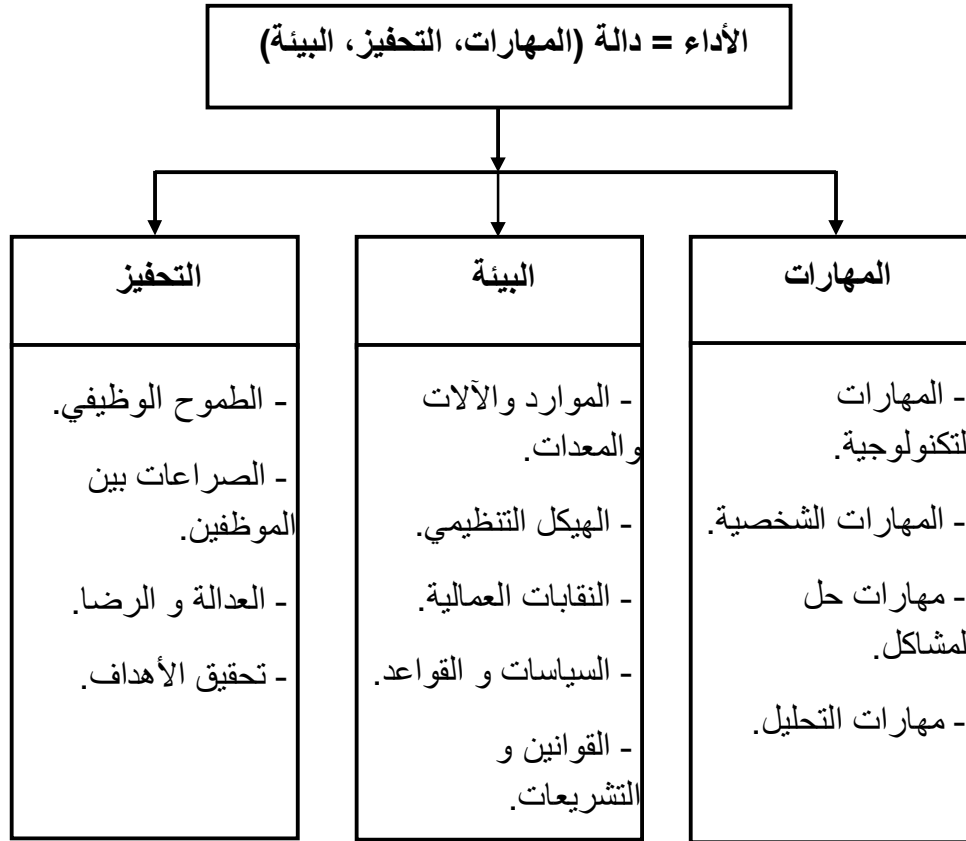 الأداء = دالة (المهارات، التحفيز، البيئة)
المهارات
- المهارات
لتكنولوجية.
- المهارات الشخصية.
- مهارات حل
لمشاكل.
- مهارات التحليل.
البيئة
- الموارد والآلات
والمعدات.
- الهيكل التنظيمي.
- النقابات العمالية.
- السياسات و القواعد.
- القوانين و
التشريعات.
التحفيز
- الطموح الوظيفي.
- الصراعات بين
الموظفين.
- العدالة و الرضا.
- تحقيق الأهداف.